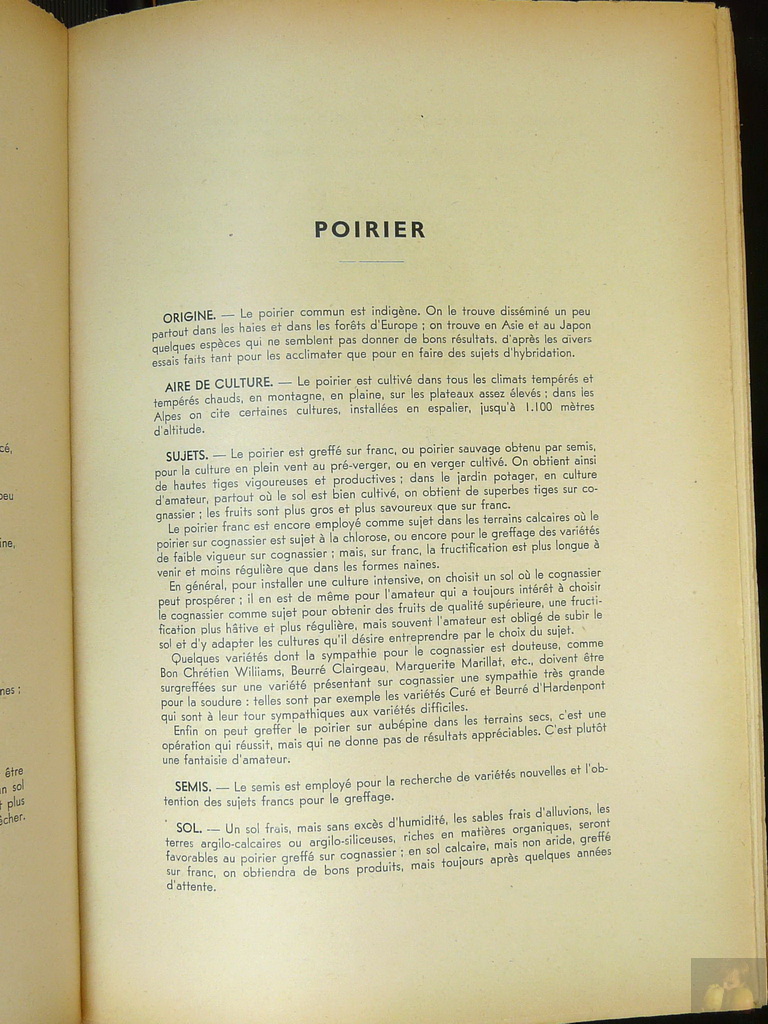 cé,
peu
ine,
nes :
être
n sol
t plus
êcher.
POIRIER
ORIGINE. — Le poirier commun est indigène. On le trouve disséminé un peu
partout dans les haies et dans les forêts d'Europe ; on trouve en Asie et au Japon
quelques espèces qui ne semblent pas donner de bons résultats. d'après les divers
essais faits tant pour les acclimater que pour en faire des sujets d'hybridation.
AIRE DE CULTURE. — Le poirier est cultivé dans tous les climats tempérés et
tempérés chauds, en montagne, en plaine, sur les plateaux assez élevés ; dans les
Alpes on cite certaines cultures, installées en espalier, jusqu'à 1.100 mètres
d'altitude.
SUJETS. — Le poirier est greffé sur franc, ou poirier sauvage obtenu par semis,
pour la culture en plein vent au pré-verger, ou en verger cultivé. On obtient ainsi
de hautes tiges vigoureuses et productives ; dans le jardin potager, en culture
d'amateur, partout où le sol est bien cultivé, on obtient de superbes tiges sur co-
gnassier ; les fruits sont plus gros et plus savoureux que sur franc.
Le poirier franc est encore employé comme sujet dans les terrains calcaires où le
poirier sur cognassier est sujet à la chlorose, ou encore pour le greffage des variétés
de faible vigueur sur cognassier ; mais, sur franc, la fructification est plus longue à
venir et moins régulière que dans les formes naines.
En général, pour installer une culture intensive, on choisit un sol où le cognassier
peut prospérer ; il en est de même pour l'amateur qui a toujours intérêt à choisir
le cognassier comme sujet pour obtenir des fruits de qualité supérieure, une fructi-
fication plus hâtive et plus régulière, mais souvent l'amateur est obligé de subir le
sol et d'y adapter les cultures qu'il désire entreprendre par le choix du sujet.
Quelques variétés dont la sympathie pour le cognassier est douteuse, comme
Bon Chrétien Williams, Beurré Clairgeau, Marguerite Marillat, etc., doivent être
surgreffées sur une variété présentant sur cognassier une sympathie très grande
pour la soudure : telles sont par exemple les variétés Curé et Beurré d'Hardenpont
qui sont à leur tour sympathiques aux variétés difficiles.
Enfin on peut greffer le poirier sur aubépine dans les terrains secs, c'est une
opération qui réussit, mais qui ne donne pas de résultats appréciables. C'est plutôt
une fantaisie d'amateur.
SEMIS. — Le semis est employé pour la recherche de variétés nouvelles et l'ob-
tention des sujets francs pour le greffage.
SOL. — Un sol frais, mais sans excès d'humidité, les sables frais d'alluvions, les
terres argilo-calcaires ou argilo-siliceuses, riches en matières organiques, seront
favorables au poirier greffé sur cognassier ; en sol calcaire, mais non aride, greffé
sur franc, on obtiendra de bons produits, mais toujours après quelques années
d'attente.